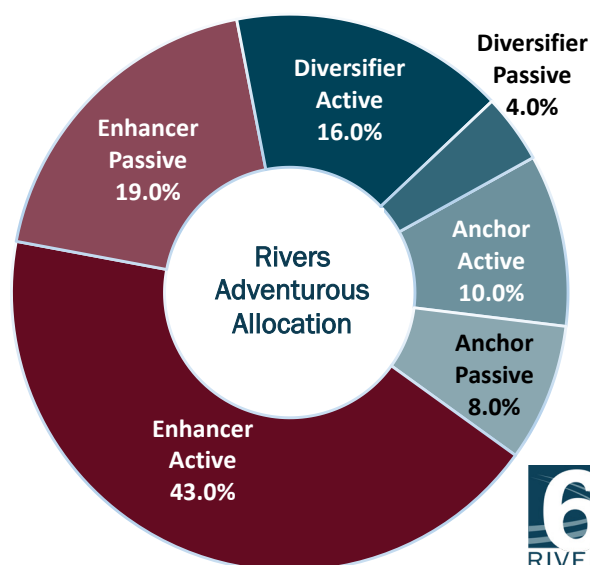 Diversifier
Passive
4.0%
Diversifier
Active
16.0%
Enhancer
Passive
19.0%
Rivers
Adventurous
Allocation
Anchor
Active
10.0%
Anchor
Passive
8.0%
Enhancer
Active
43.0%
6
RIVE